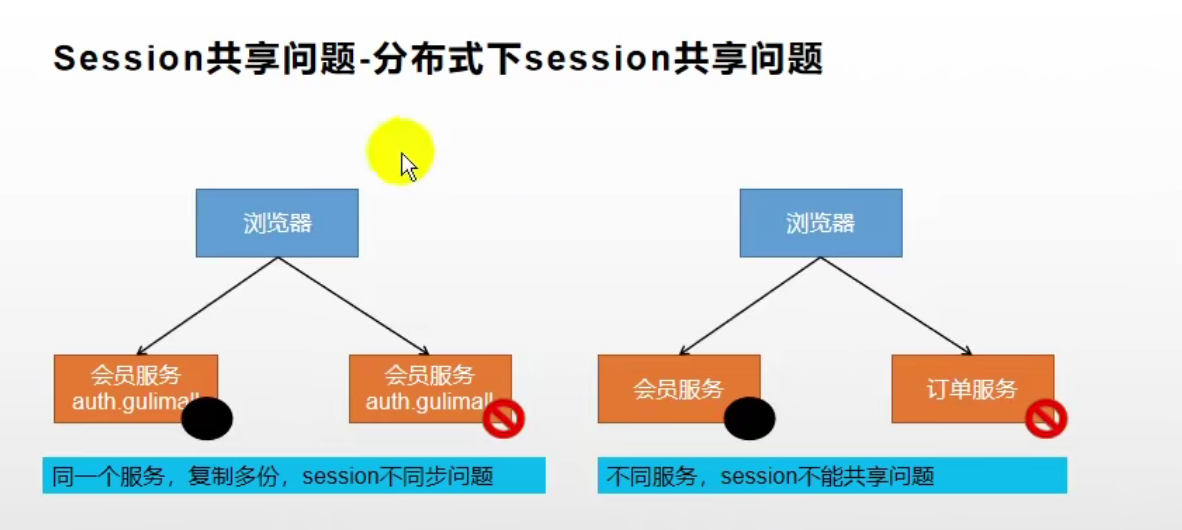 Session共享问题-分布式下session共享问题
浏览器
浏览器
会员服务
auth.gulimall
会员服务
auth.gulimall
会员服务
订单服务
同一个服务，复制多份，session不同步问题
不同服务，session不能共享问题